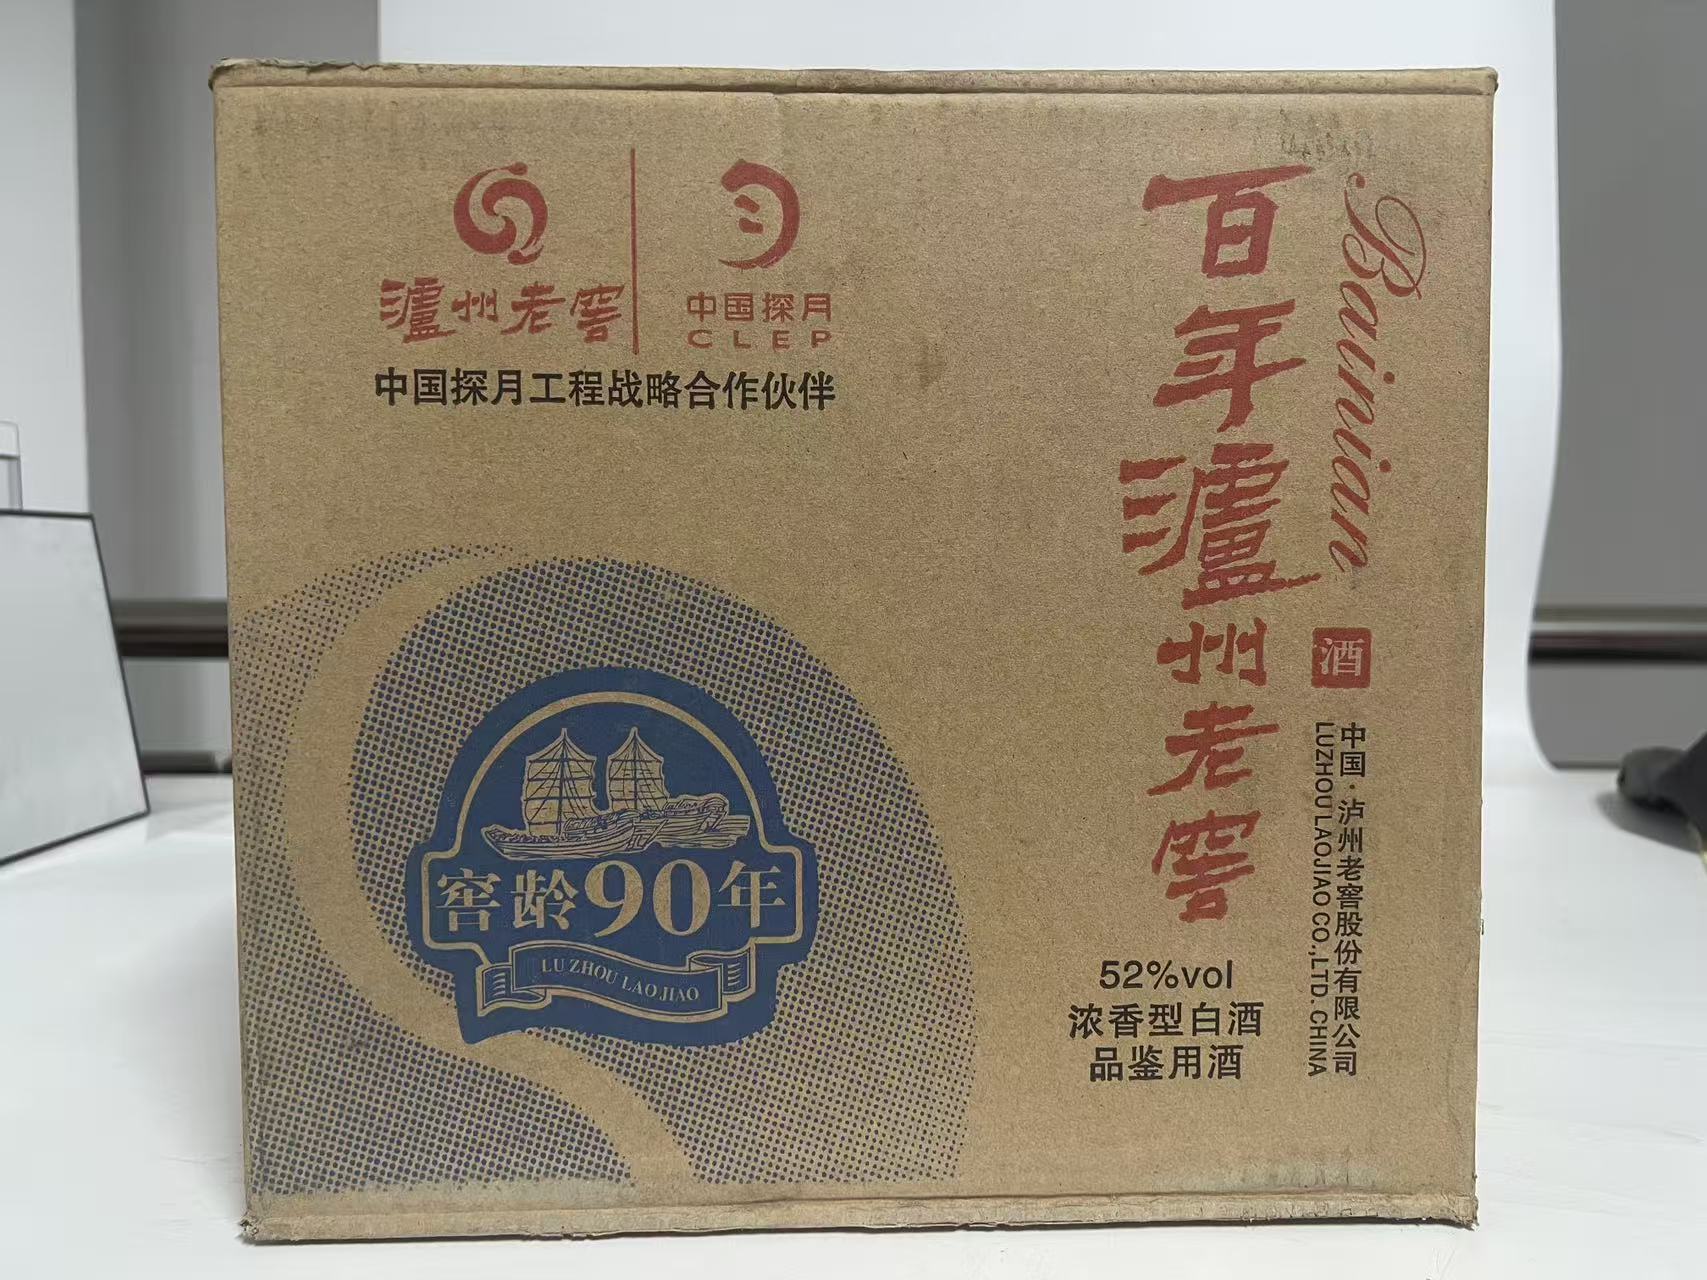 泸州老窖
中国探月
CLEP
中国探月工程战略合作伙伴
百年泸州老窖
Bainian
酒
中国·泸州老窖股份有限公司
LUZHOU LAOJIAO CO.,LTD.CHINA
窖龄90年
LU ZHOU LAO JIAO
52%vol
浓香型白酒
品鉴用酒